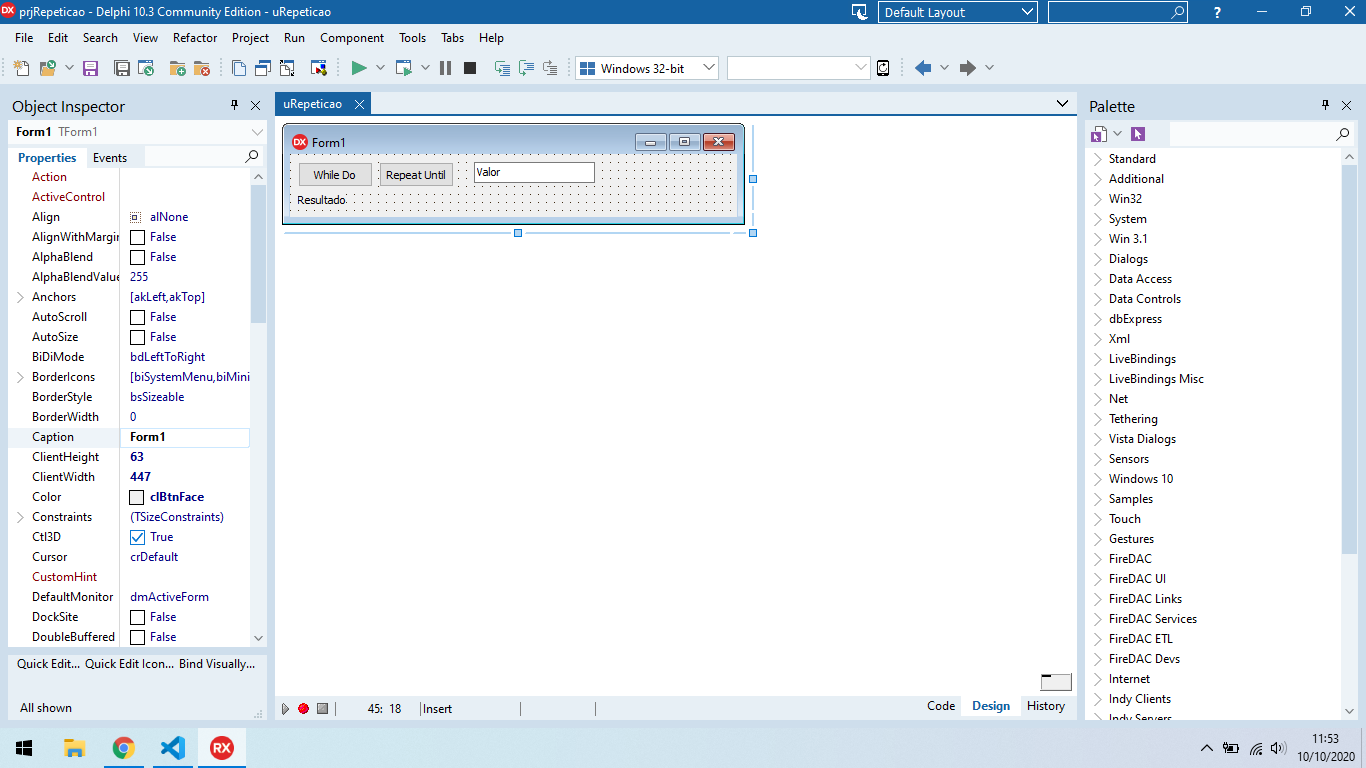 DX prjRepeticao - Delphi 10.3 Community Edition - uRepeticao
Default Layout
?
File Edit Search View Refactor Project Run Component Tools Tabs Help
Windows 32-bit
Object Inspector
Form1 TForm1
Properties Events
Action
ActiveControl
Align alNone
AlignWithMargin False
AlphaBlend False
AlphaBlendValue 255
Anchors [akLeft,akTop]
AutoScroll False
AutoSize False
BiDiMode bdLeftToRight
BorderIcons [biSystemMenu,biMini
BorderStyle bsSizeable
BorderWidth 0
Caption Form1
ClientHeight 63
ClientWidth 447
Color clBtnFace
Constraints (TSizeConstraints)
Ctl3D True
Cursor crDefault
CustomHint
DefaultMonitor dmActiveForm
DockSite False
DoubleBuffered False
Quick Edit... Quick Edit Icon... Bind Visually...
All shown
uRepeticao
DX Form1
While Do
Repeat Until
Valor
Resultado
45: 18
Insert
Code
Design
History
Palette
Standard
Additional
Win32
System
Win 3.1
Dialogs
Data Access
Data Controls
dbExpress
Xml
LiveBindings
LiveBindings Misc
Net
Tethering
Vista Dialogs
Sensors
Windows 10
Samples
Touch
Gestures
FireDAC
FireDAC UI
FireDAC Links
FireDAC Services
FireDAC ETL
FireDAC Devs
Internet
Indy Clients
Indy Servers
RX
11:53
10/10/2020